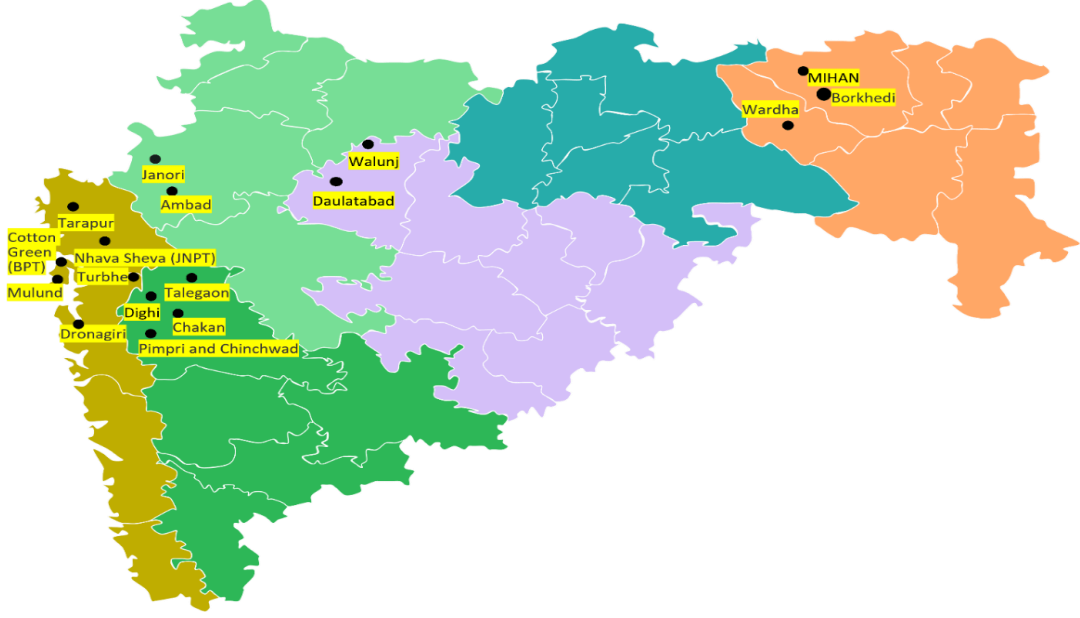 MIHAN
Borkhedi
Wardha
Walunj
Janori
Daulatabad
Ambad
Tarapur
Cotton
Green
(BPT)
Nhava Sheva (JNPT)
Turbhe
Mulund
Talegaon
Dighi
Chakan
Dronagiri
Pimpri and Chinchwad